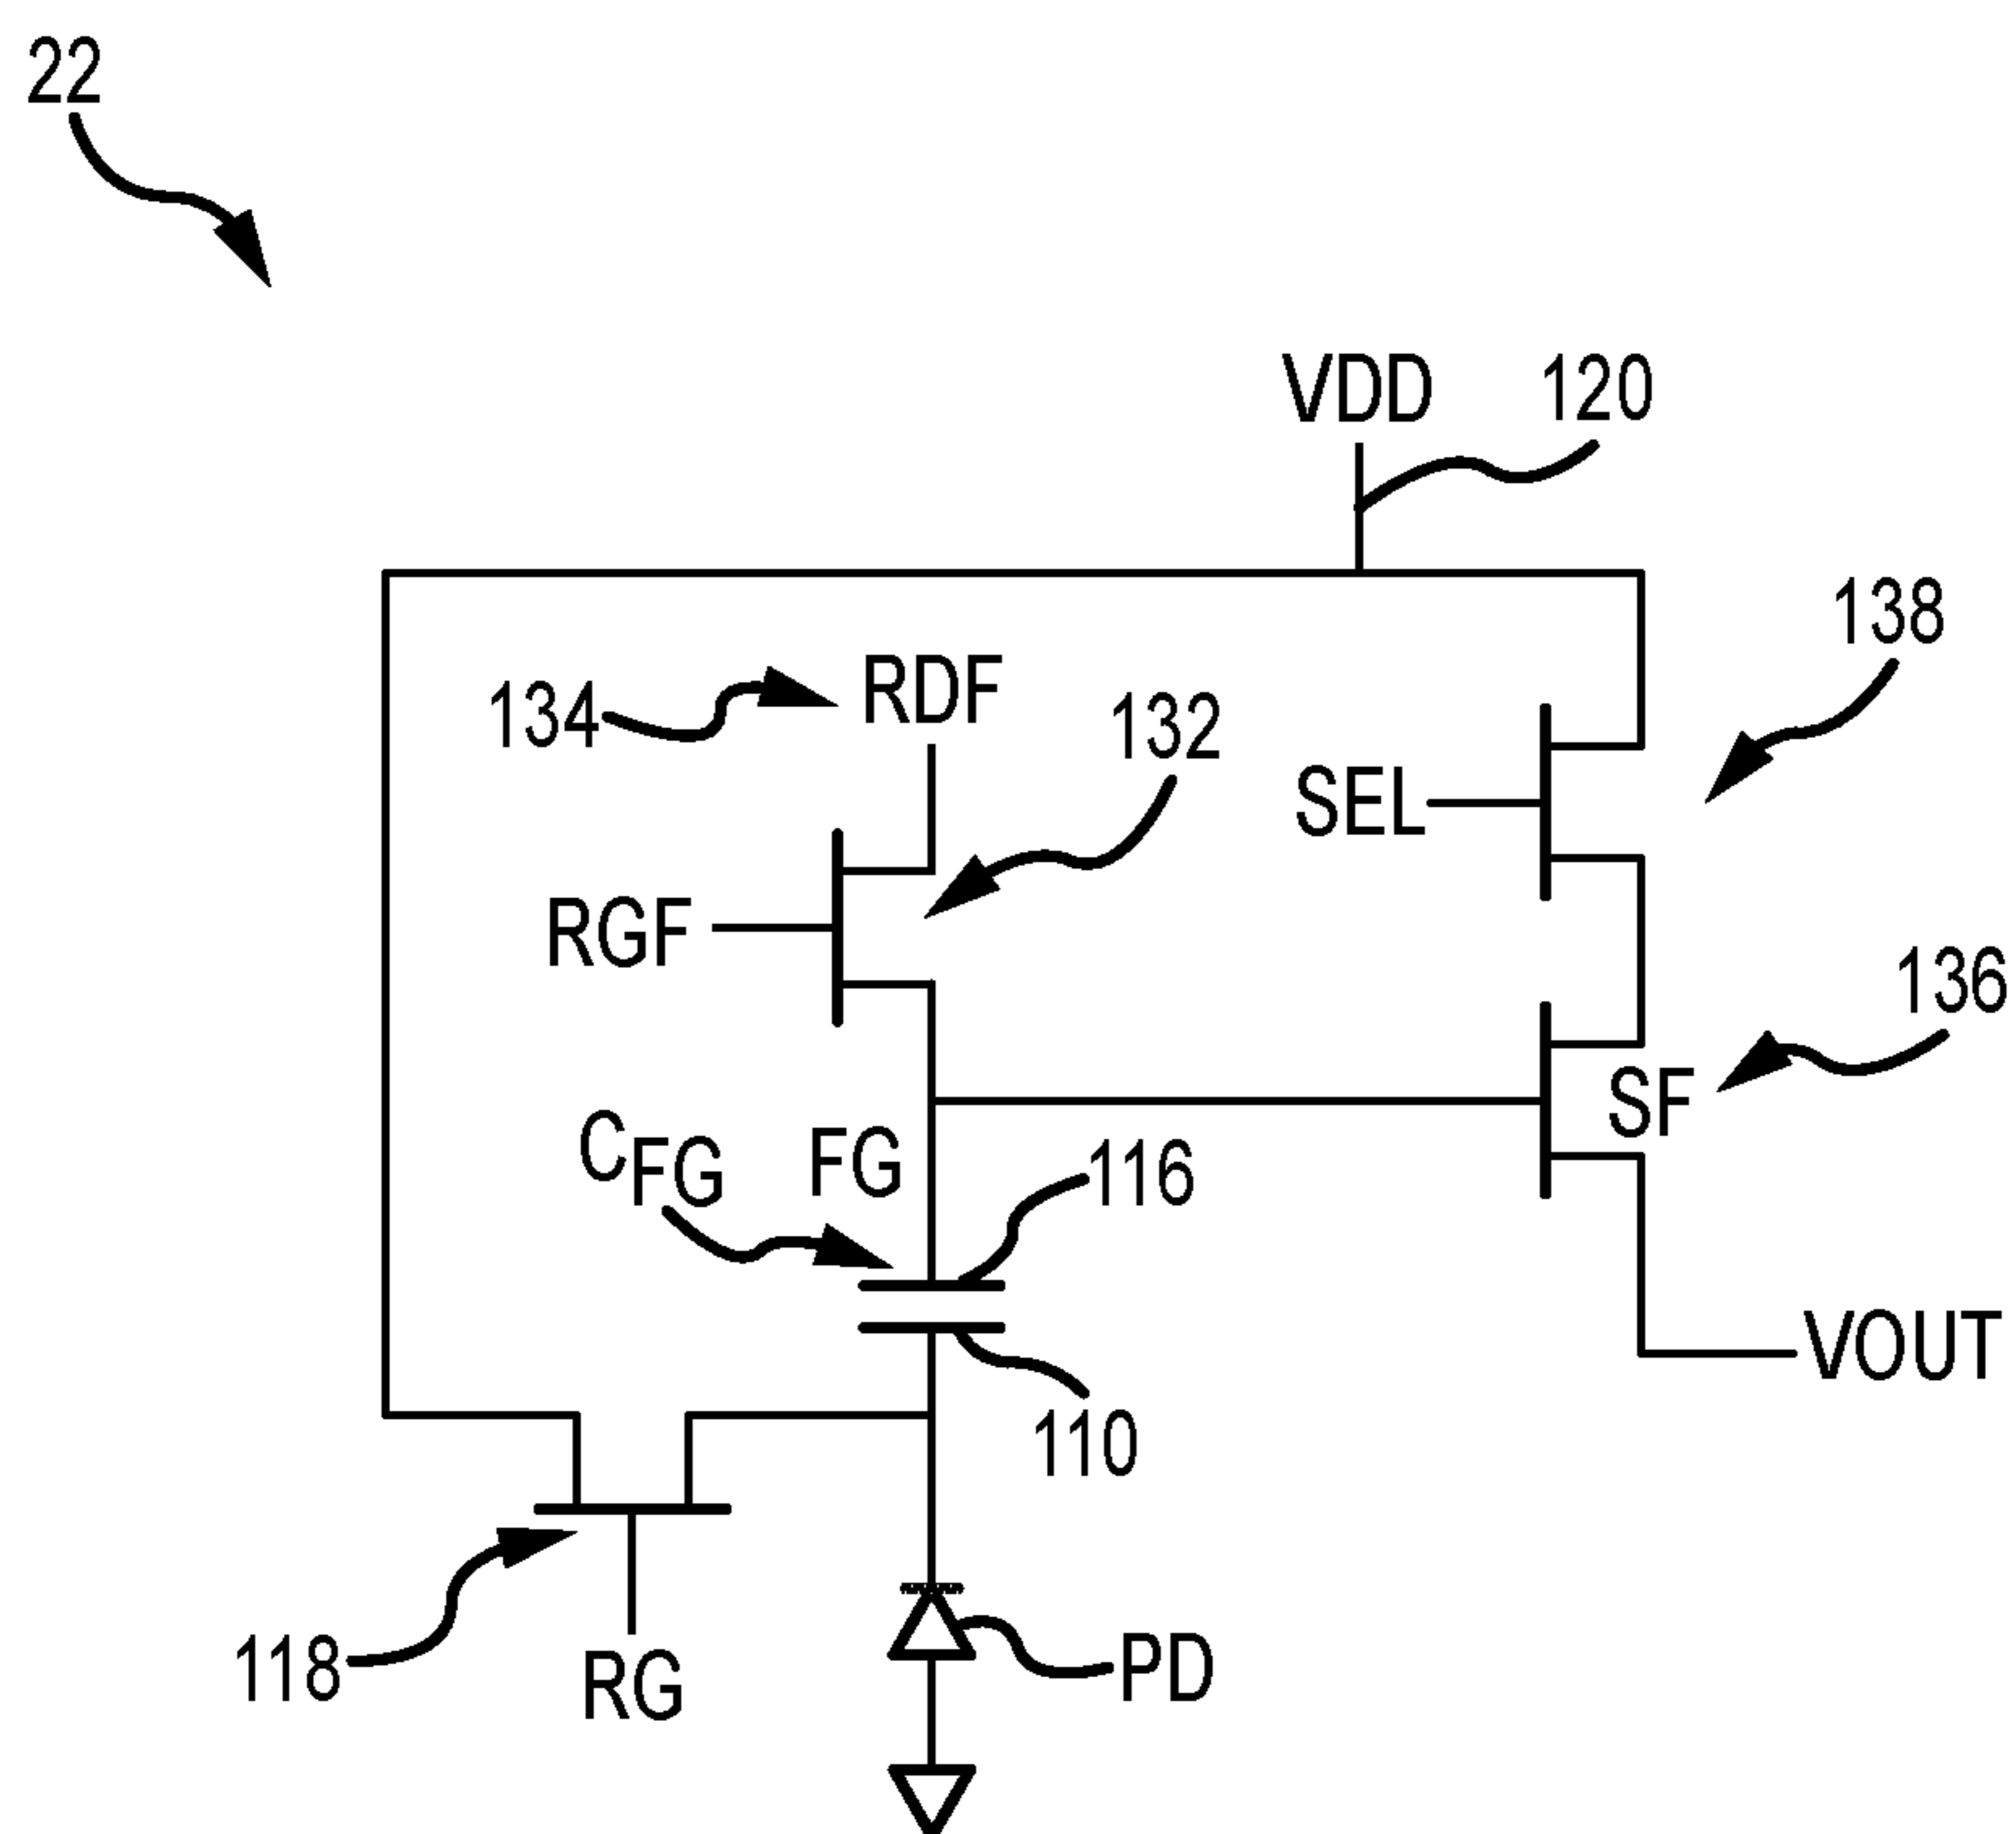 22
VDD
120
138
134
RDF
132
SEL
RGF
136
SF
CFG
FG
116
VOUT
110
118
RG
PD